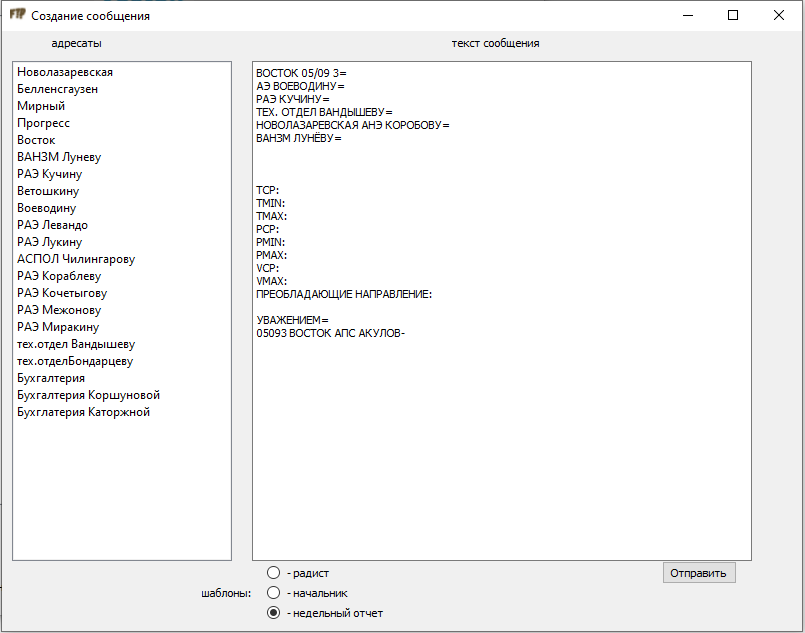 FTP Создание сообщения
адресаты
текст сообщения
Новолазаревская
Белленсгаузен
Мирный
Прогресс
Восток
ВАНЗМ Луневу
РАЭ Кучину
Ветошкину
Воеводину
РАЭ Левандо
РАЭ Лукину
АСПОЛ Чилингарову
РАЭ Кораблеву
РАЭ Кочетыгову
РАЭ Межонову
РАЭ Миракину
тех.отдел Вандышеву
тех.отделБондарцеву
Бухгалтерия
Бухгалтерия Коршуновой
Бухглатерия Каторжной
ВОСТОК 05/09 3=
АЭ ВОЕВОДИНУ=
РАЭ КУЧИНУ=
ТЕХ. ОТДЕЛ ВАНДЫШЕВУ=
НОВОЛАЗАРЕВСКАЯ АНЭ КОРОБОВУ=
ВАНЗМ ЛУНЁВУ=
TCP:
TMIN:
TMAX:
PCP:
PMIN:
PMAX:
VCP:
VMAX:
ПРЕОБЛАДАЮЩИЕ НАПРАВЛЕНИЕ:
УВАЖЕНИЕМ=
05093 ВОСТОК АПС АКУЛОВ-
шаблоны:
- радист
- начальник
- недельный отчет
Отправить